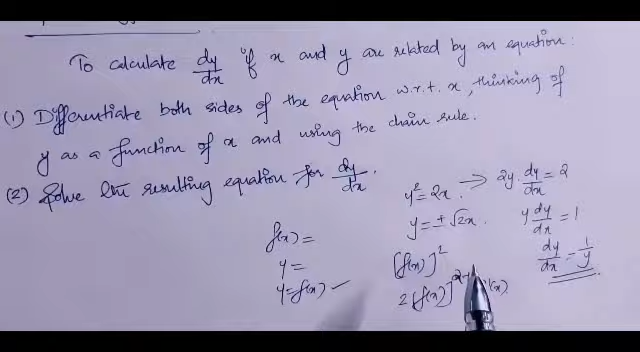 To calculate dy/dx if x and y are related by an equation:
(1) Differentiate both sides of the equation w.r.t. x, thinking of
y as a function of x and using the chain rule.
(2) Solve the resulting equation for dy/dx.
y² = 2x → 2y · dy/dx = 2
y = ± √2x.
y dy/dx = 1
dy/dx = 1/y
f(x) =
y =
y = f(x)
[f(x)]²
2[f(x)]